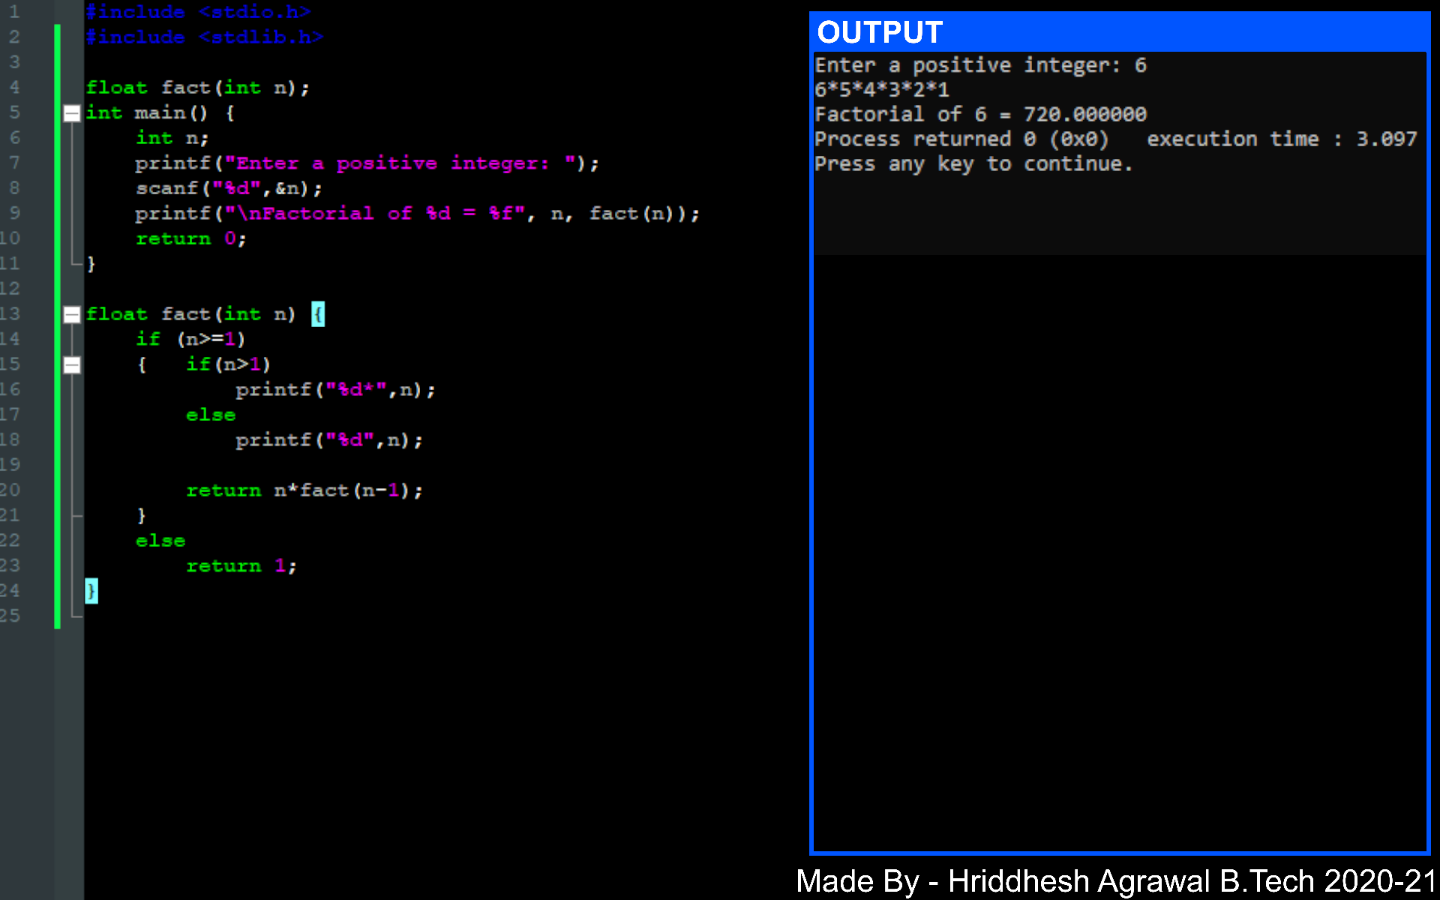 1 #include <stdio.h>
2 #include <stdlib.h>
3
4 float fact(int n);
5 int main() {
6     int n;
7     printf("Enter a positive integer: ");
8     scanf("%d",&n);
9     printf("\nFactorial of %d = %f", n, fact(n));
10     return 0;
11 }
12
13 float fact(int n) {
14     if (n>=1)
15     {   if(n>1)
16             printf("%d*",n);
17         else
18             printf("%d",n);
19
20         return n*fact(n-1);
21     }
22     else
23         return 1;
24 }
25
OUTPUT
Enter a positive integer: 6
6*5*4*3*2*1
Factorial of 6 = 720.000000
Process returned 0 (0x0)   execution time : 3.097
Press any key to continue.
Made By - Hriddhesh Agrawal B.Tech 2020-21